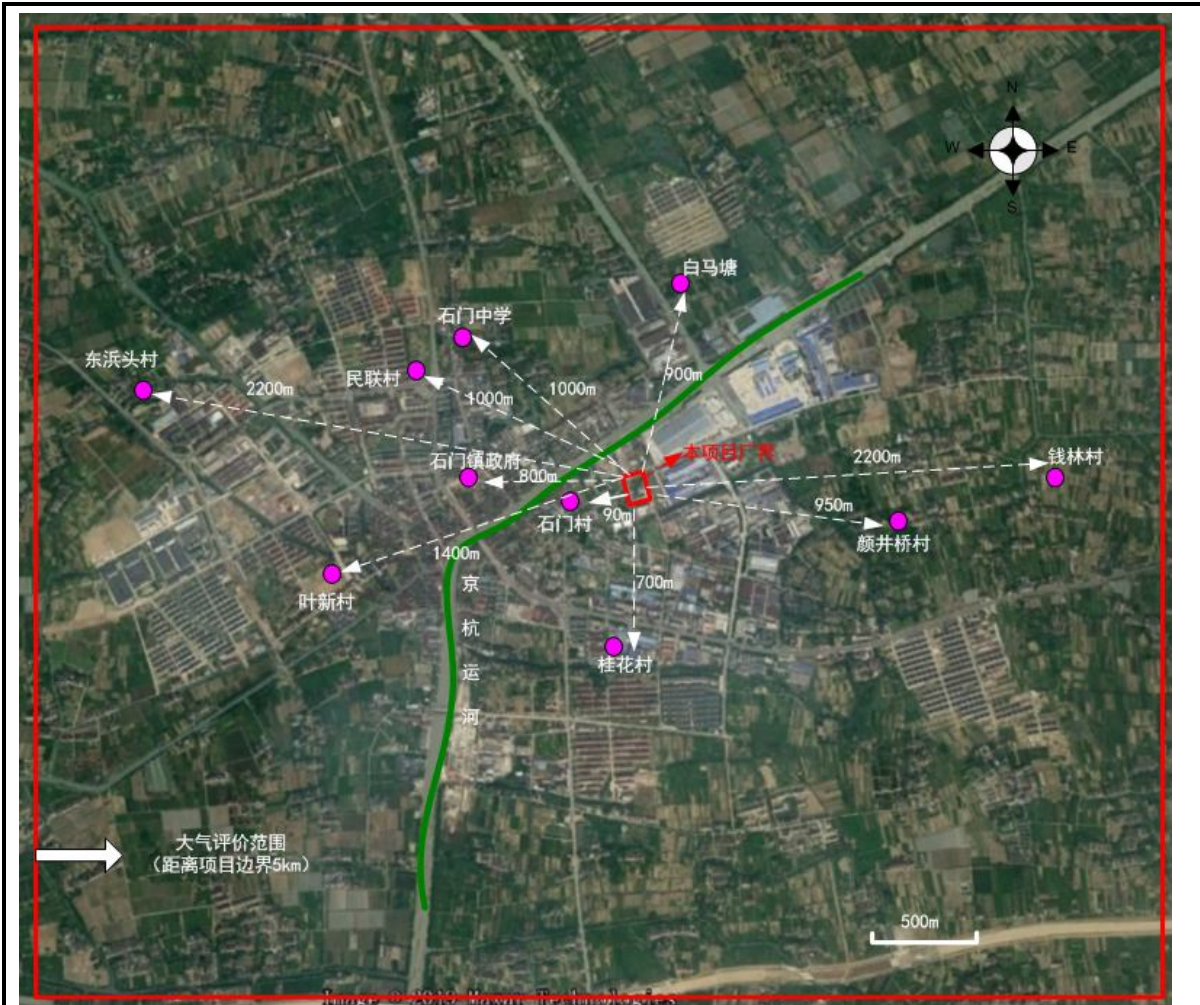 N
W
E
S
白马塘
石门中学
东浜头村
民联村
2200m
1000m
1000m
900m
本项目厂界
石门镇政府
800m
2200m
钱林村
石门村
90m
950m
颜井桥村
1400m
叶新村
700m
京
杭
运
河
桂花村
大气评价范围
(距离项目边界5km)
500m